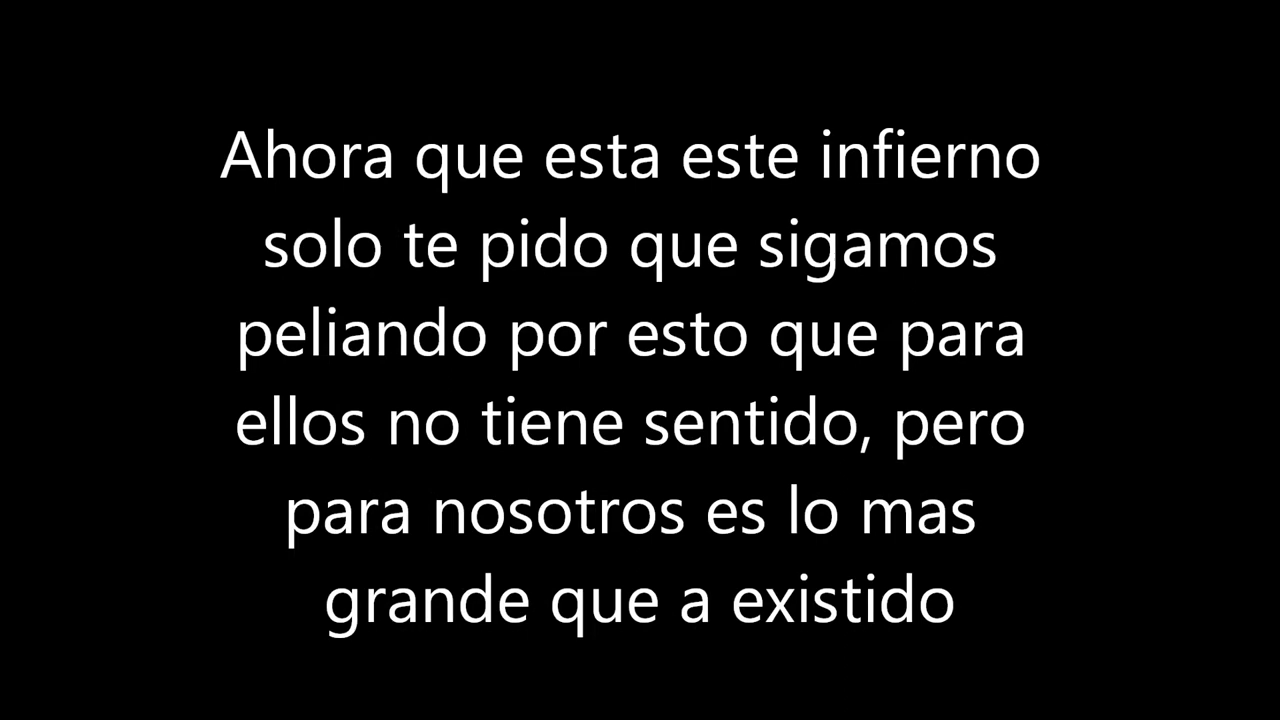 Ahora que esta este infierno
solo te pido que sigamos
peliando por esto que para
ellos no tiene sentido, pero
para nosotros es lo mas
grande que a existido